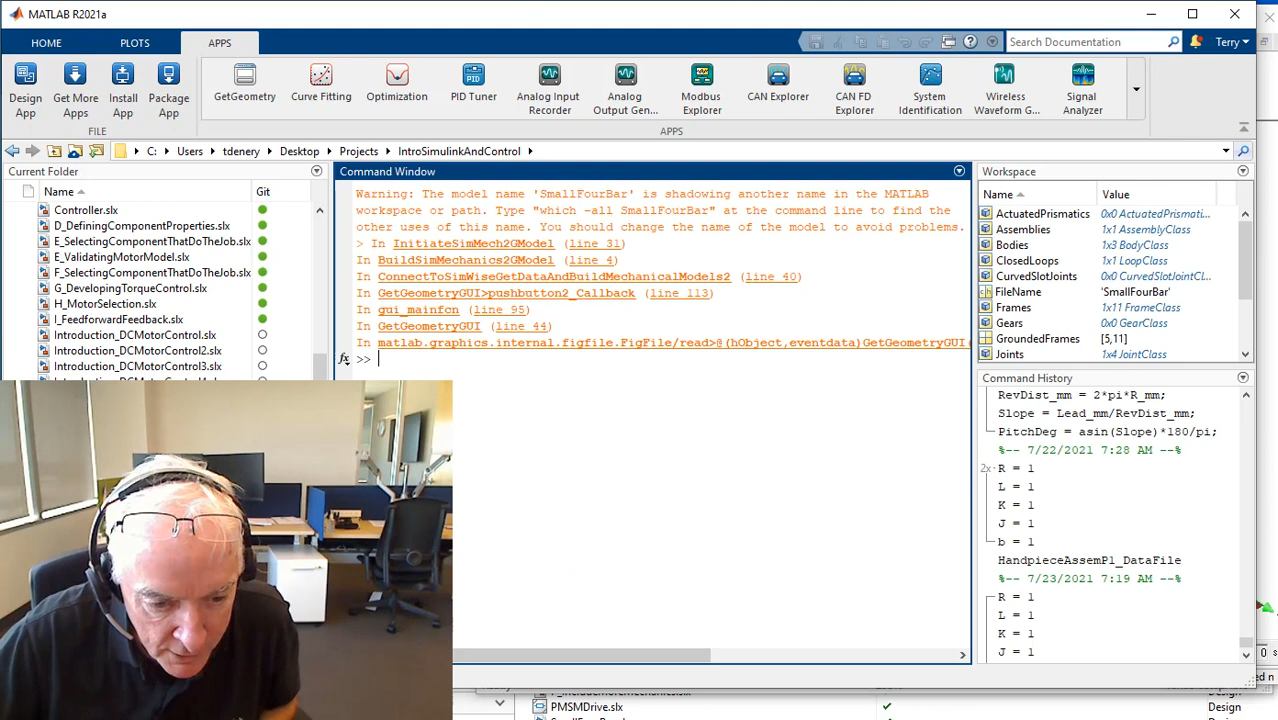 MATLAB R2021a
HOME PLOTS APPS
Search Documentation
Terry
Design App
Get More Apps
Install App
Package App
GetGeometry
Curve Fitting
Optimization
PID Tuner
Analog Input Recorder
Analog Output Gen...
Modbus Explorer
CAN Explorer
CAN FD Explorer
System Identification
Wireless Waveform G...
Signal Analyzer
FILE
APPS
C: Users tdenery Desktop Projects IntroSimulinkAndControl
Current Folder
Name Git
Controller.slx
D_DefiningComponentProperties.slx
E_SelectingComponentThatDoTheJob.slx
E_ValidatingMotorModel.slx
F_SelectingComponentThatDoTheJob.slx
G_DevelopingTorqueControl.slx
H_MotorSelection.slx
I_FeedforwardFeedback.slx
Introduction_DCMotorControl.slx
Introduction_DCMotorControl2.slx
Introduction_DCMotorControl3.slx
Command Window
Warning: The model name 'SmallFourBar' is shadowing another name in the MATLAB
workspace or path. Type "which -all SmallFourBar" at the command line to find the
other uses of this name. You should change the name of the model to avoid problems.
> In InitiateSimMech2GModel (line 31)
In BuildSimMechanics2GModel (line 4)
In ConnectToSimWiseGetDataAndBuildMechanicalModels2 (line 40)
In GetGeometryGUI>pushbutton2_Callback (line 113)
In gui_mainfcn (line 95)
In GetGeometryGUI (line 44)
In matlab.graphics.internal.figfile.FigFile/read>@(hObject,eventdata)GetGeometryGUI(
fx >>
Workspace
Name Value
ActuatedPrismatics 0x0 ActuatedPrismati...
Assemblies 1x1 AssemblyClass
Bodies 1x3 BodyClass
ClosedLoops 1x1 LoopClass
CurvedSlotJoints 0x0 CurvedSlotJointCl...
FileName 'SmallFourBar'
Frames 1x11 FrameClass
Gears 0x0 GearClass
GroundedFrames [5,11]
Joints 1x4 JointClass
Command History
RevDist_mm = 2*pi*R_mm;
Slope = Lead_mm/RevDist_mm;
PitchDeg = asin(Slope)*180/pi;
%-- 7/22/2021 7:28 AM --%
2x R = 1
L = 1
K = 1
J = 1
b = 1
HandpieceAssemP1_DataFile
%-- 7/23/2021 7:19 AM --%
R = 1
L = 1
K = 1
J = 1
0 s
PMSMDrive.slx
Design